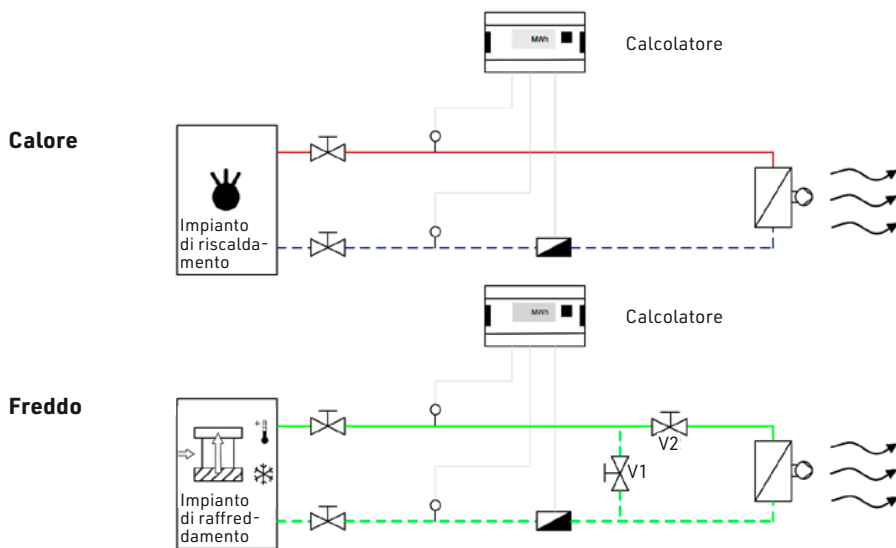 MWh
Calcolatore
Calore
Impianto
di riscalda-
mento
MWh
Calcolatore
Freddo
V2
V1
Impianto
di raffred-
damento